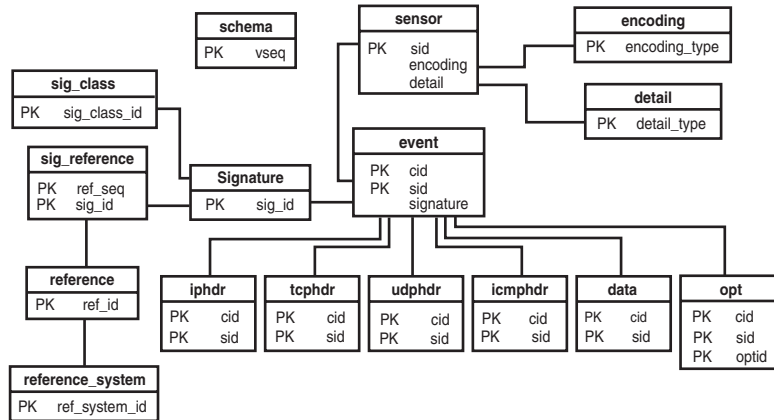 schema
PK vseq
sensor
PK sid
encoding
detail
encoding
PK encoding_type
detail
PK detail_type
sig_class
PK sig_class_id
sig_reference
PK ref_seq
PK sig_id
Signature
PK sig_id
event
PK cid
PK sid
signature
reference
PK ref_id
reference_system
PK ref_system_id
iphdr
PK cid
PK sid
tcphdr
PK cid
PK sid
udphdr
PK cid
PK sid
icmphdr
PK cid
PK sid
data
PK cid
PK sid
opt
PK cid
PK sid
PK optid